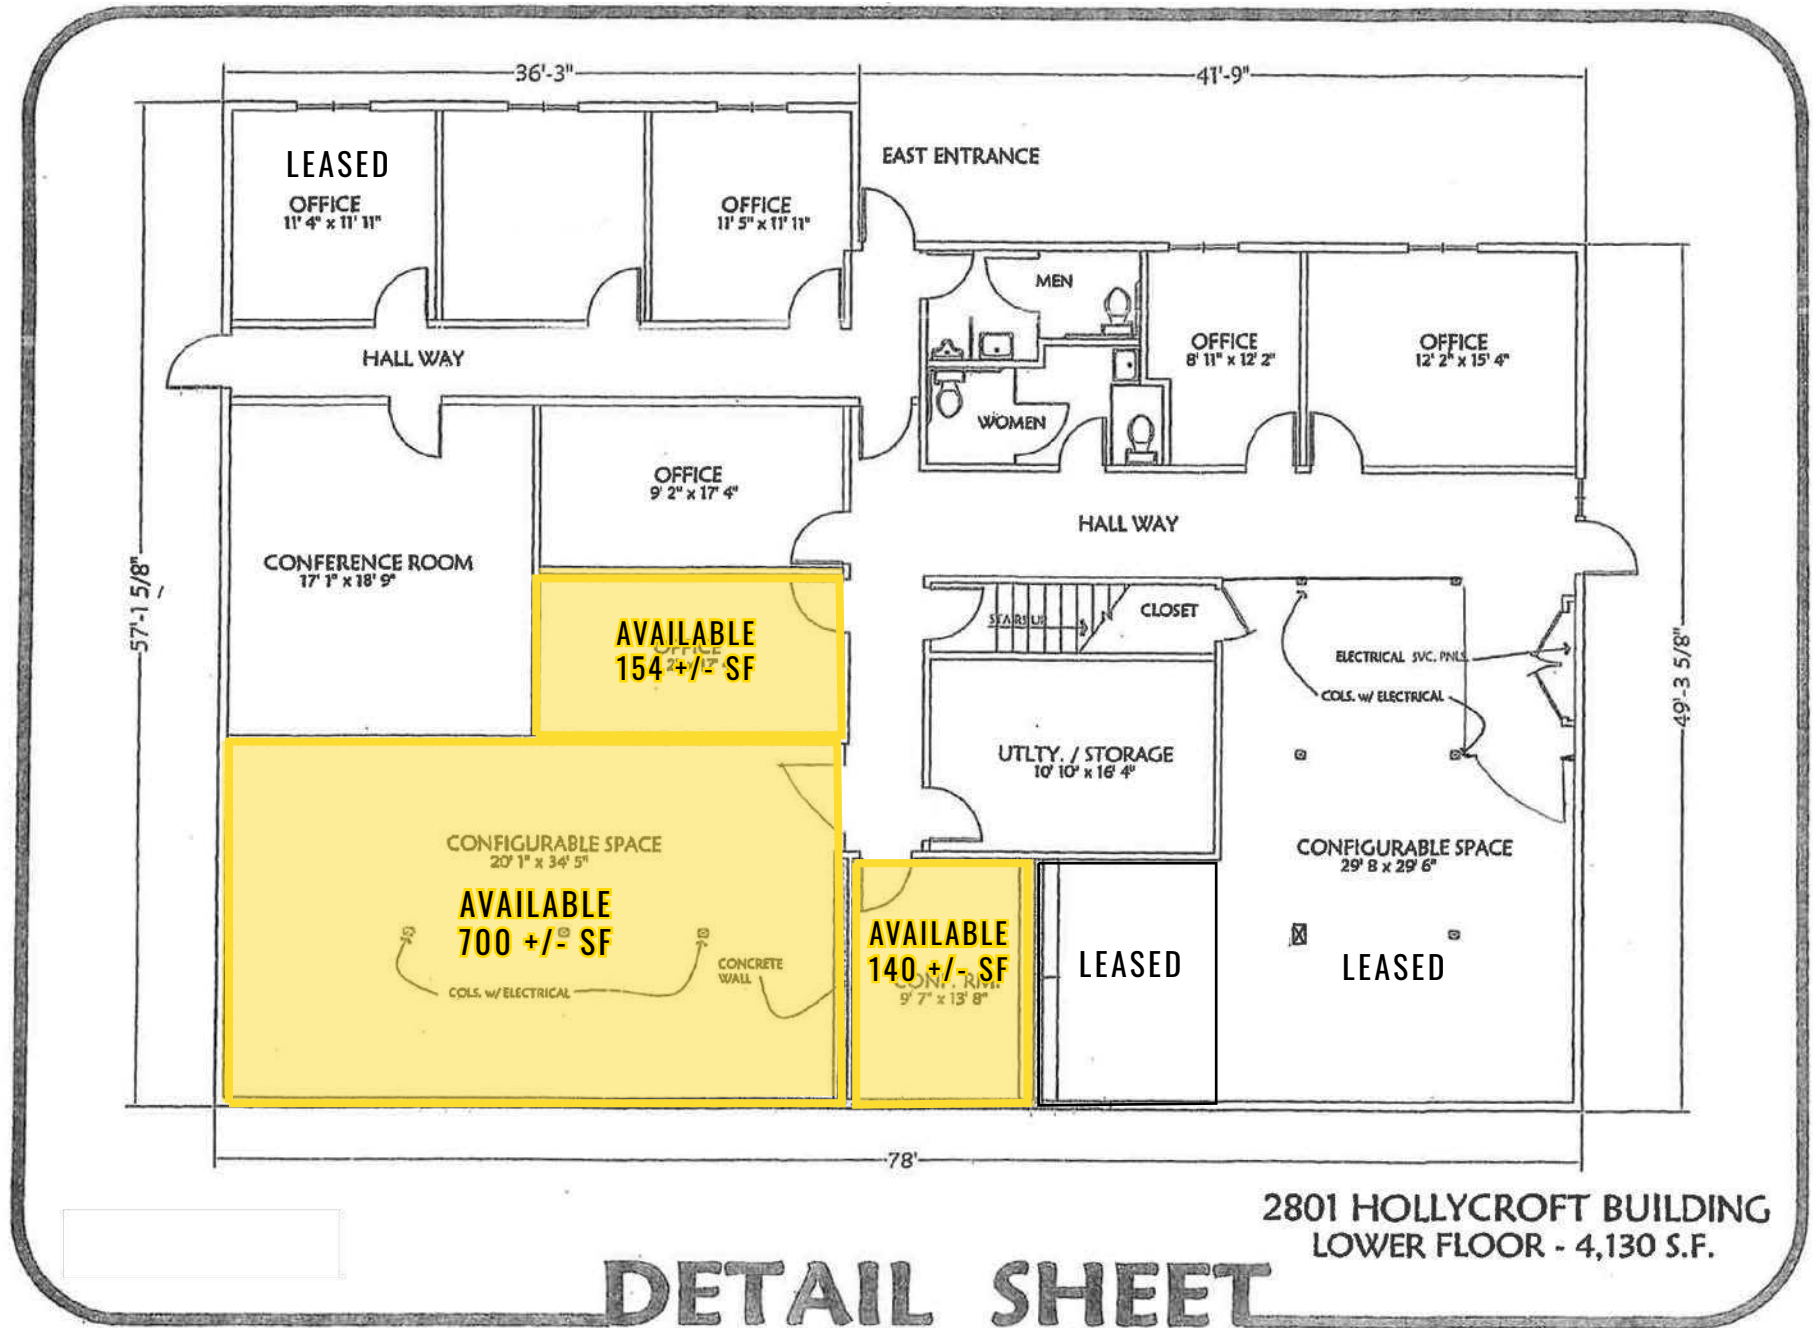 36'-3"
41'-9"
EAST ENTRANCE
LEASED
OFFICE
11' 4" x 11' 11"
OFFICE
11' 5" x 11' 11"
MEN
HALL WAY
OFFICE
8' 11" x 12' 2"
OFFICE
12' 2" x 15' 4"
WOMEN
OFFICE
9' 2" x 17' 4"
HALL WAY
CONFERENCE ROOM
17' 1" x 18' 9"
57'-1 5/8"
AVAILABLE
154 +/- SF
OFFICE
STAIRS UP
CLOSET
ELECTRICAL SVC. PNLS.
COLS. w/ ELECTRICAL
49'-3 5/8"
UTLTY. / STORAGE
10' 10" x 16' 4"
CONFIGURABLE SPACE
20' 1" x 34' 5"
AVAILABLE
700 +/- SF
CONCRETE
WALL
COLS. w/ ELECTRICAL
AVAILABLE
140 +/- SF
CONF. RM.
9' 7" x 13' 8"
LEASED
CONFIGURABLE SPACE
29' 8 x 29' 6"
LEASED
78'
2801 HOLLYCROFT BUILDING
LOWER FLOOR - 4,130 S.F.
DETAIL SHEET